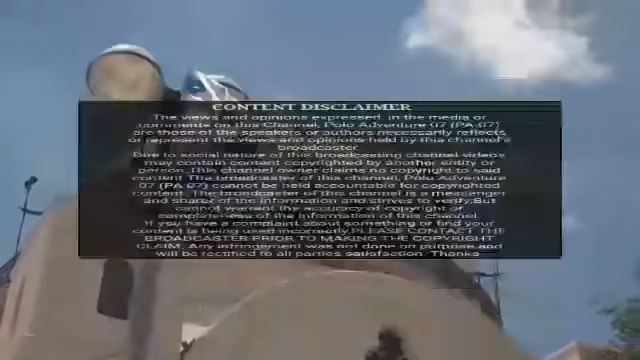 CONTENT DISCLAIMER
The views and opinions expressed in the media or
comments on this Channel, Polo Adventure 07 (PA-07)
are those of the speakers or authors necessarily reflects
or represent the views and opinions held by this channel's
broadcaster.
Due to social nature of this broadcasting channel videos
may contain content copyrighted by another entity or
person. This channel owner claims no copyright to said
content The broadcaster of this channel, Polo Adventure
07 (PA 07) cannot be held accountable for copyrighted
content. The broadcaster of this channel is a messenger
and sharer of the information and strives to verify.But
cannot warrant the accuracy of copyright or
completeness of the information of this channel.
If you have a complaint about something or find your
content is being used incorrectly,PLEASE CONTACT THE
BROADCASTER PRIOR TO MAKING THE COPYRIGHT
CLAIM. Any infringement was not done on purpose and
will be rectified to all parties satisfaction. Thanks